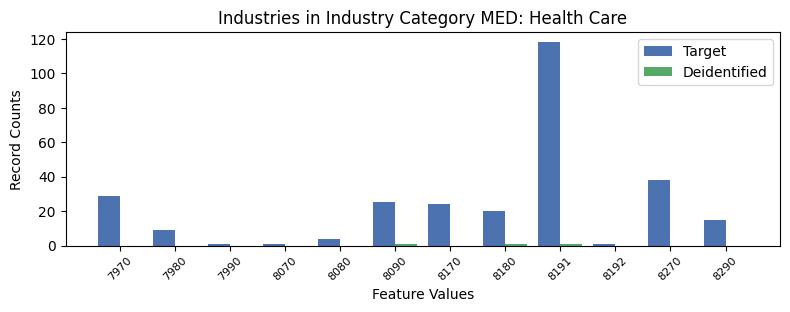 Industries in Industry Category MED: Health Care
Target
Deidentified
Record Counts
120
100
80
60
40
20
0
7970 7980 7990 8070 8080 8090 8170 8180 8191 8192 8270 8290
Feature Values